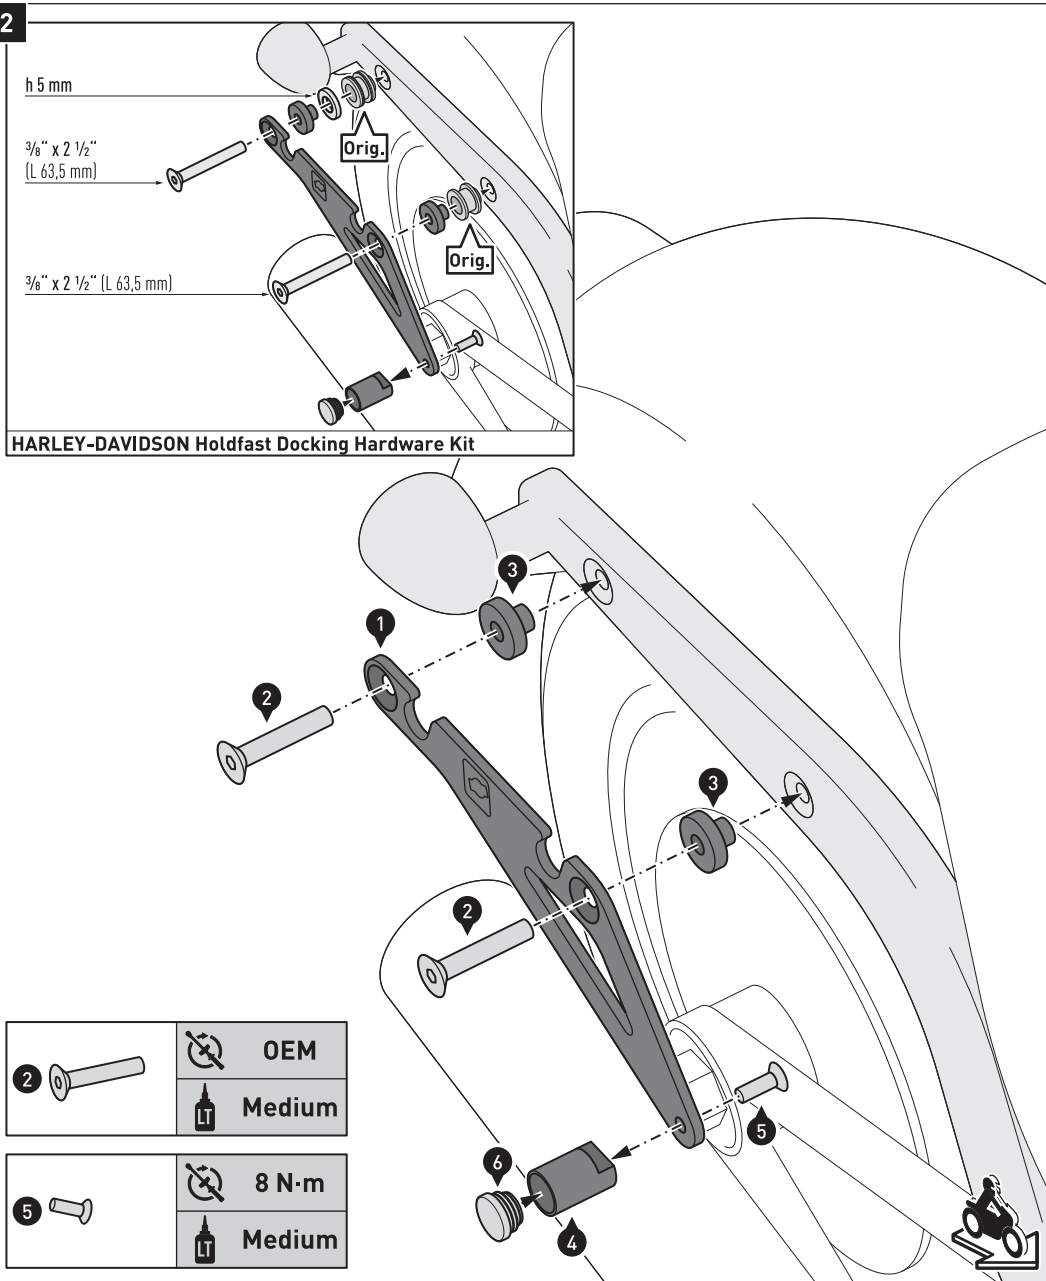 2
h 5 mm
Orig.
⅜“ x 2 ½“
(L 63,5 mm)
Orig.
⅜“ x 2 ½“ (L 63,5 mm)
HARLEY-DAVIDSON Holdfast Docking Hardware Kit
3
1
2
3
2
2
OEM
LT
Medium
5
6
4
5
8 N·m
LT
Medium